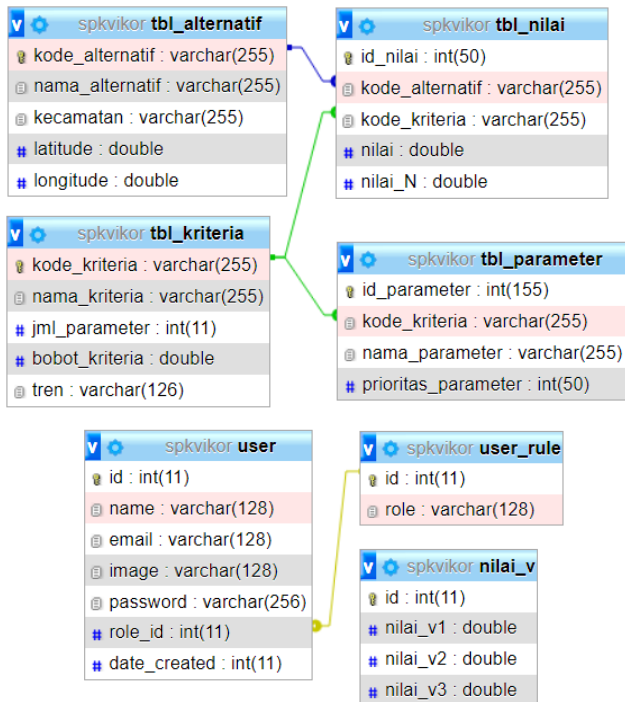 v spkvikor tbl_alternatif
kode_alternatif : varchar(255)
nama_alternatif : varchar(255)
kecamatan : varchar(255)
# latitude : double
# longitude : double
v spkvikor tbl_nilai
id_nilai : int(50)
kode_alternatif : varchar(255)
kode_kriteria : varchar(255)
# nilai : double
# nilai_N : double
v spkvikor tbl_kriteria
kode_kriteria : varchar(255)
nama_kriteria : varchar(255)
# jml_parameter : int(11)
# bobot_kriteria : double
tren : varchar(126)
v spkvikor tbl_parameter
id_parameter : int(155)
kode_kriteria : varchar(255)
nama_parameter : varchar(255)
# prioritas_parameter : int(50)
v spkvikor user
id : int(11)
name : varchar(128)
email : varchar(128)
image : varchar(128)
password : varchar(256)
# role_id : int(11)
# date_created : int(11)
v spkvikor user_rule
id : int(11)
role : varchar(128)
v spkvikor nilai_v
id : int(11)
# nilai_v1 : double
# nilai_v2 : double
# nilai_v3 : double